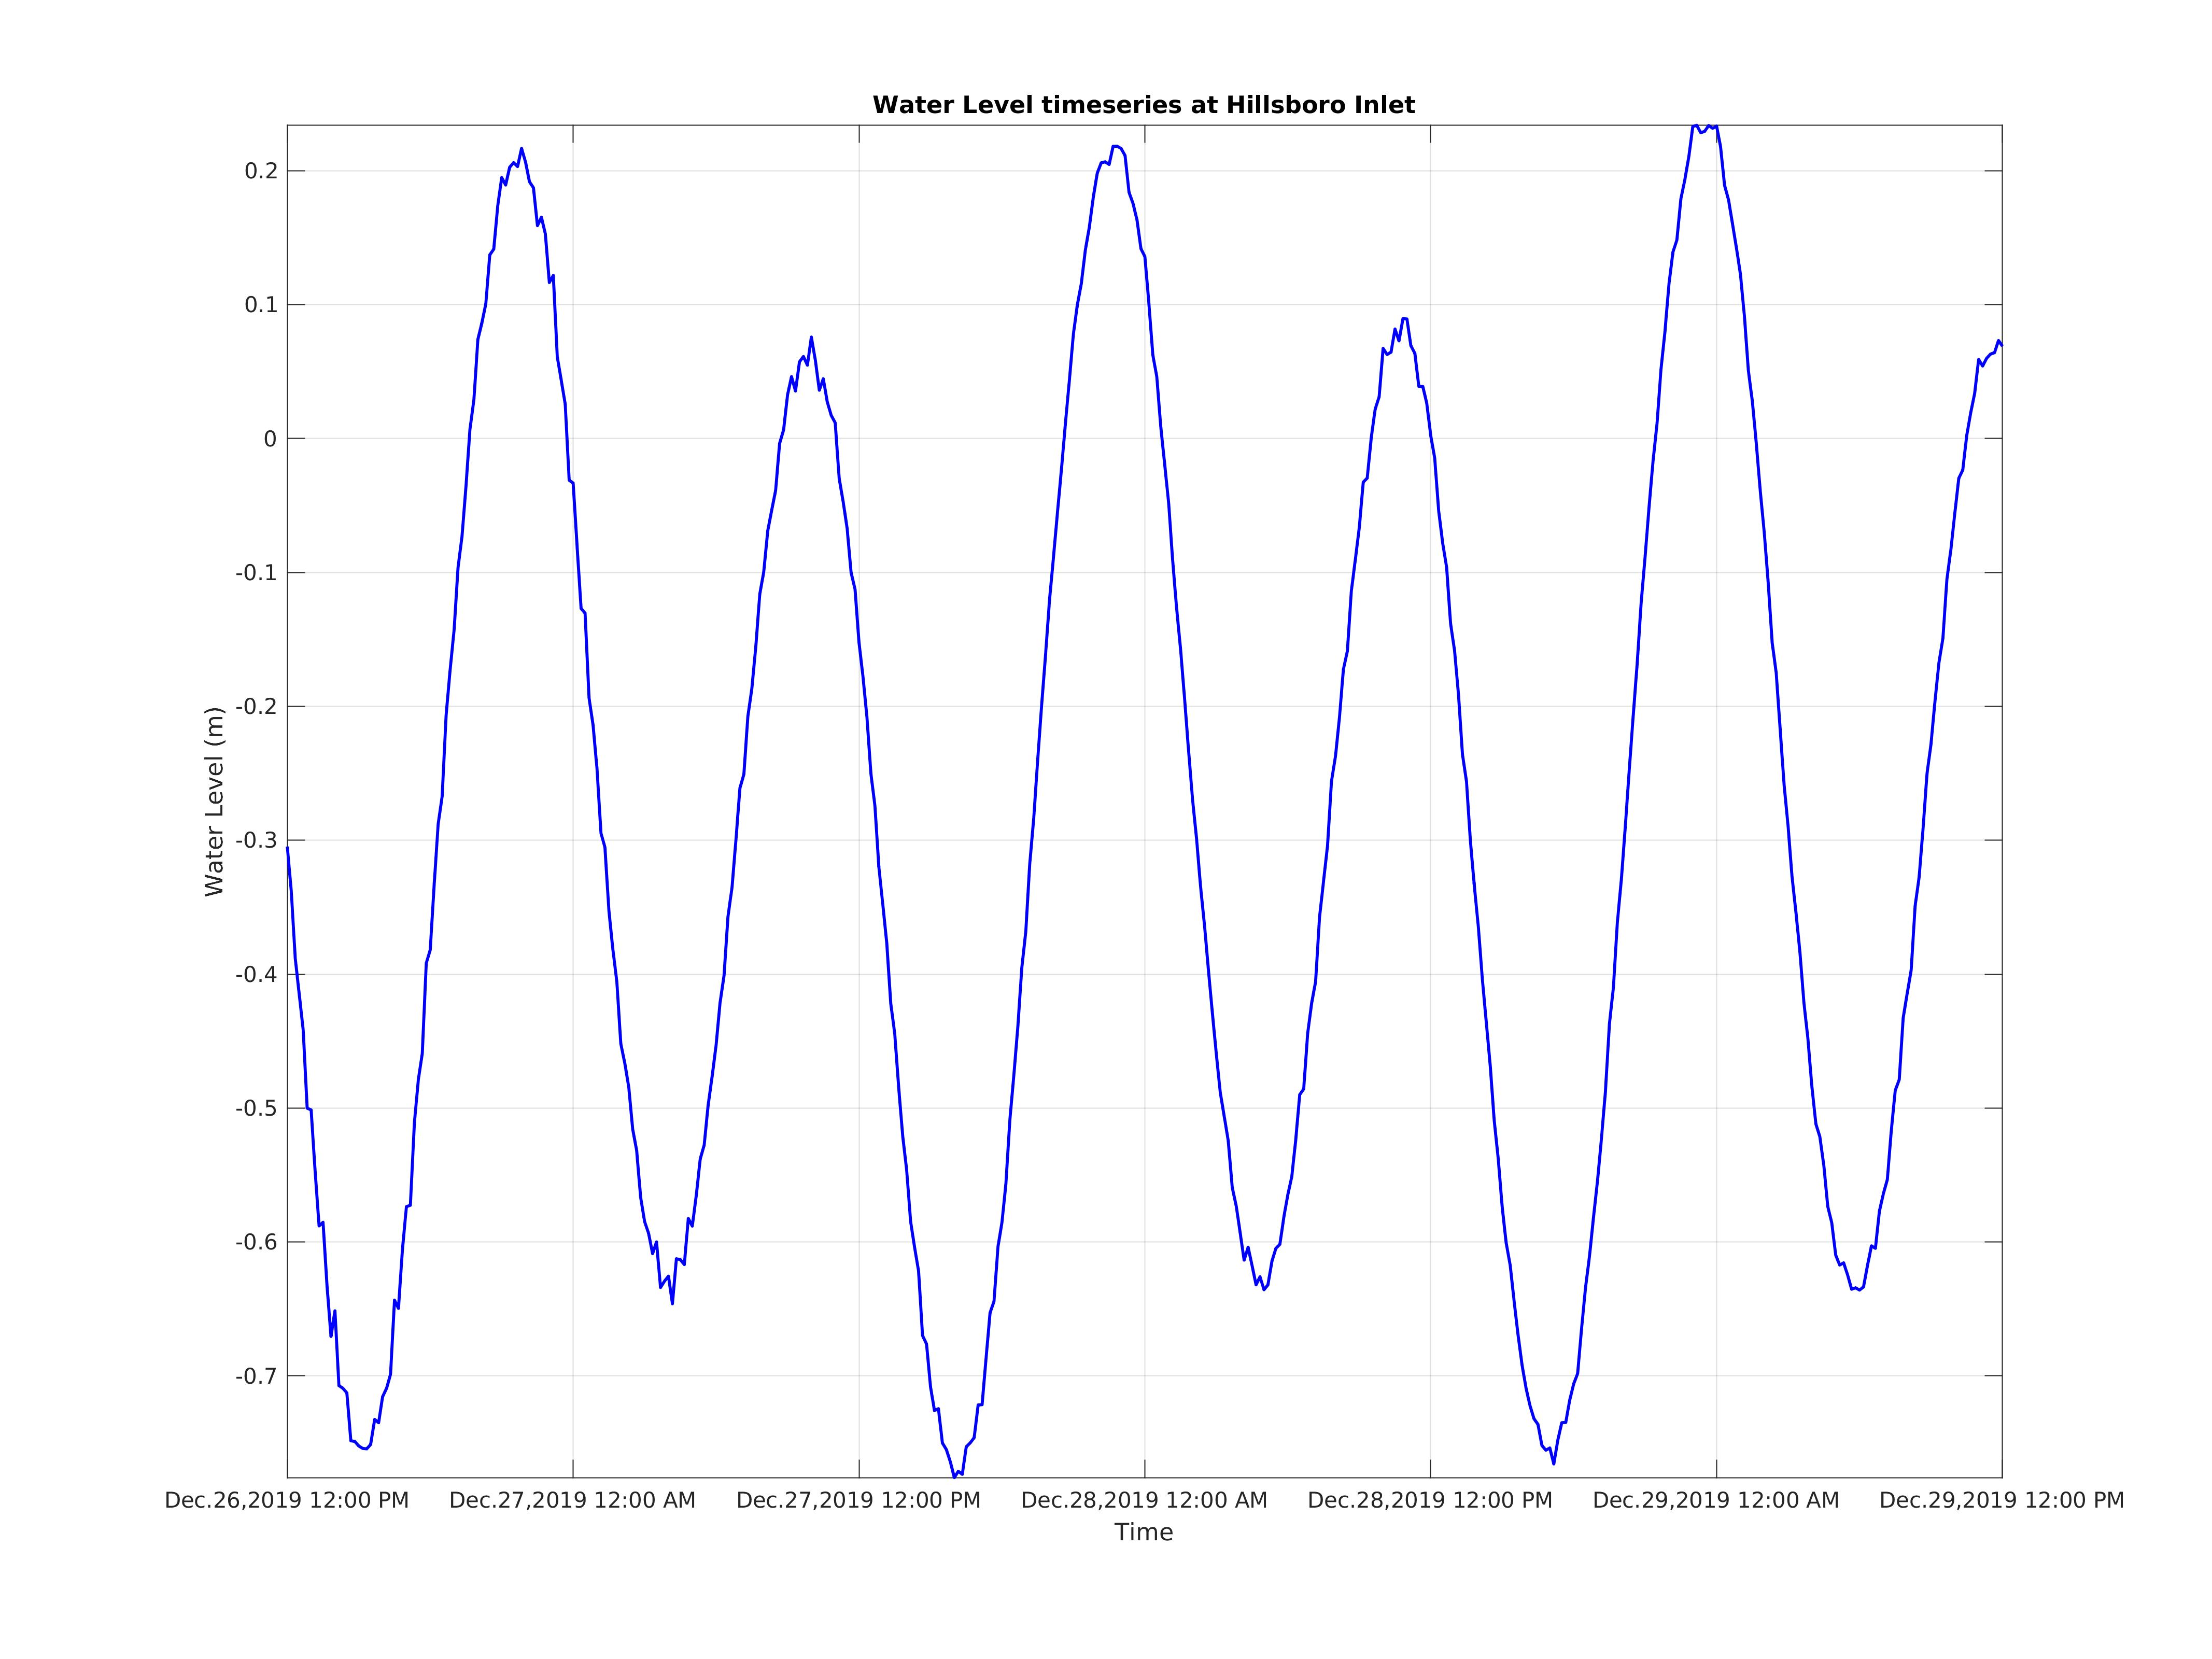 Water Level timeseries at Hillsboro Inlet
0.2
0.1
0
-0.1
-0.2
-0.3
-0.4
-0.5
-0.6
-0.7
Water Level (m)
Dec.26,2019 12:00 PM
Dec.27,2019 12:00 AM
Dec.27,2019 12:00 PM
Dec.28,2019 12:00 AM
Dec.28,2019 12:00 PM
Dec.29,2019 12:00 AM
Dec.29,2019 12:00 PM
Time